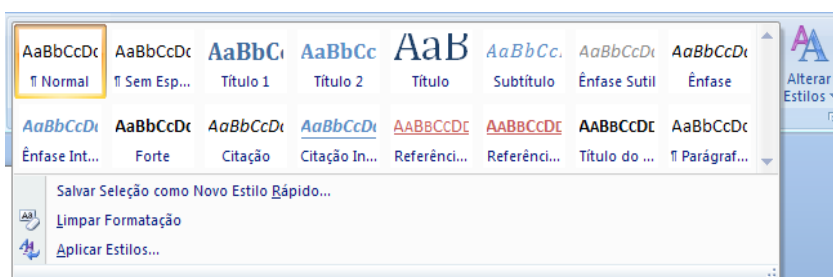 AaBbCcDc AaBbCcDc AaBbCc AaBbCc AaB AaBbCc. AaBbCcDc AaBbCcDc
¶ Normal ¶ Sem Esp... Título 1 Título 2 Título Subtítulo Ênfase Sutil Ênfase
AaBbCcDc AaBbCcDc AaBbCcDc AaBbCcDc AABBCCDE AABBCCDE AABBCCDE AaBbCcDc
Ênfase Int... Forte Citação Citação In... Referênci... Referênci... Título do ... ¶ Parágraf...
Alterar
Estilos
Salvar Seleção como Novo Estilo Rápido...
Limpar Formatação
Aplicar Estilos...